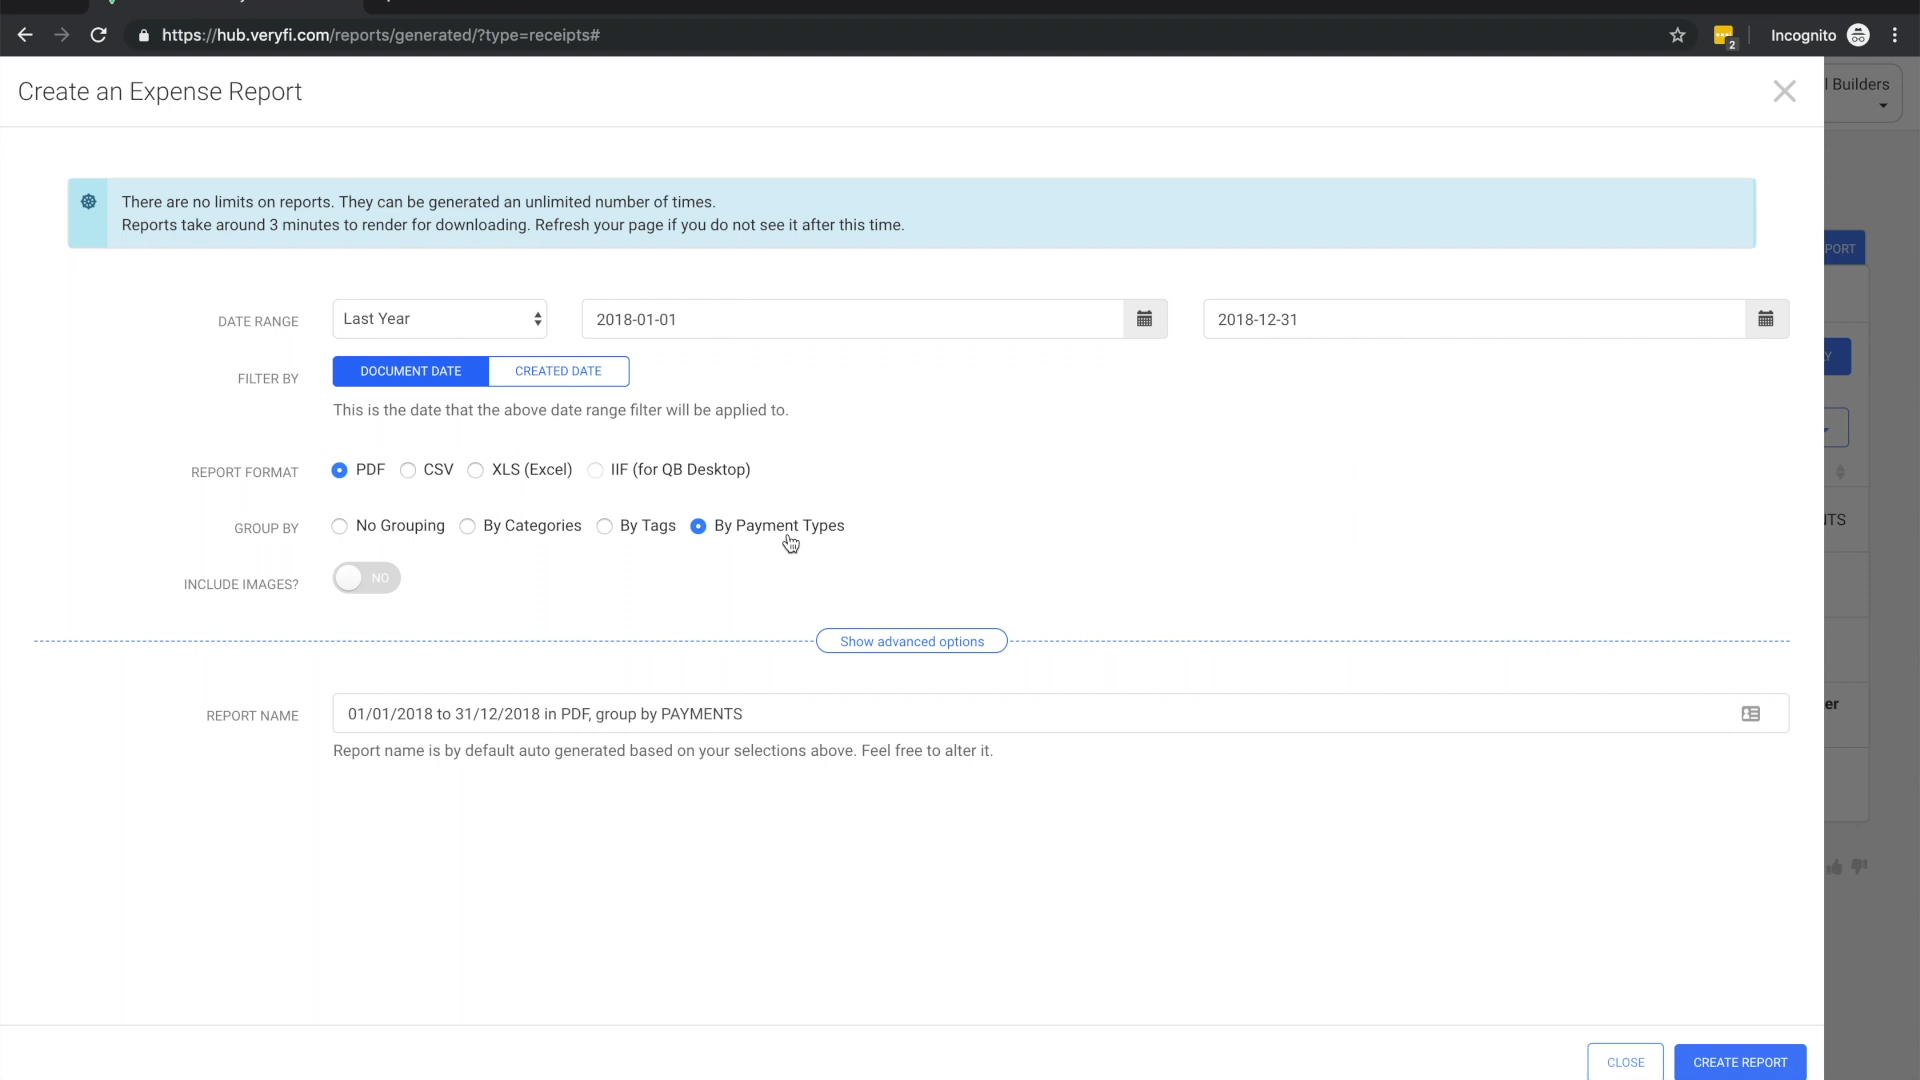 https://hub.veryfi.com/reports/generated/?type=receipts#
2
Incognito
Create an Expense Report
l Builders
There are no limits on reports. They can be generated an unlimited number of times.
Reports take around 3 minutes to render for downloading. Refresh your page if you do not see it after this time.
PORT
DATE RANGE
Last Year
2018-01-01
2018-12-31
Y
FILTER BY
DOCUMENT DATE
CREATED DATE
This is the date that the above date range filter will be applied to.
REPORT FORMAT
PDF
CSV
XLS (Excel)
IIF (for QB Desktop)
GROUP BY
No Grouping
By Categories
By Tags
By Payment Types
NTS
INCLUDE IMAGES?
NO
Show advanced options
REPORT NAME
01/01/2018 to 31/12/2018 in PDF, group by PAYMENTS
er
Report name is by default auto generated based on your selections above. Feel free to alter it.
CLOSE
CREATE REPORT